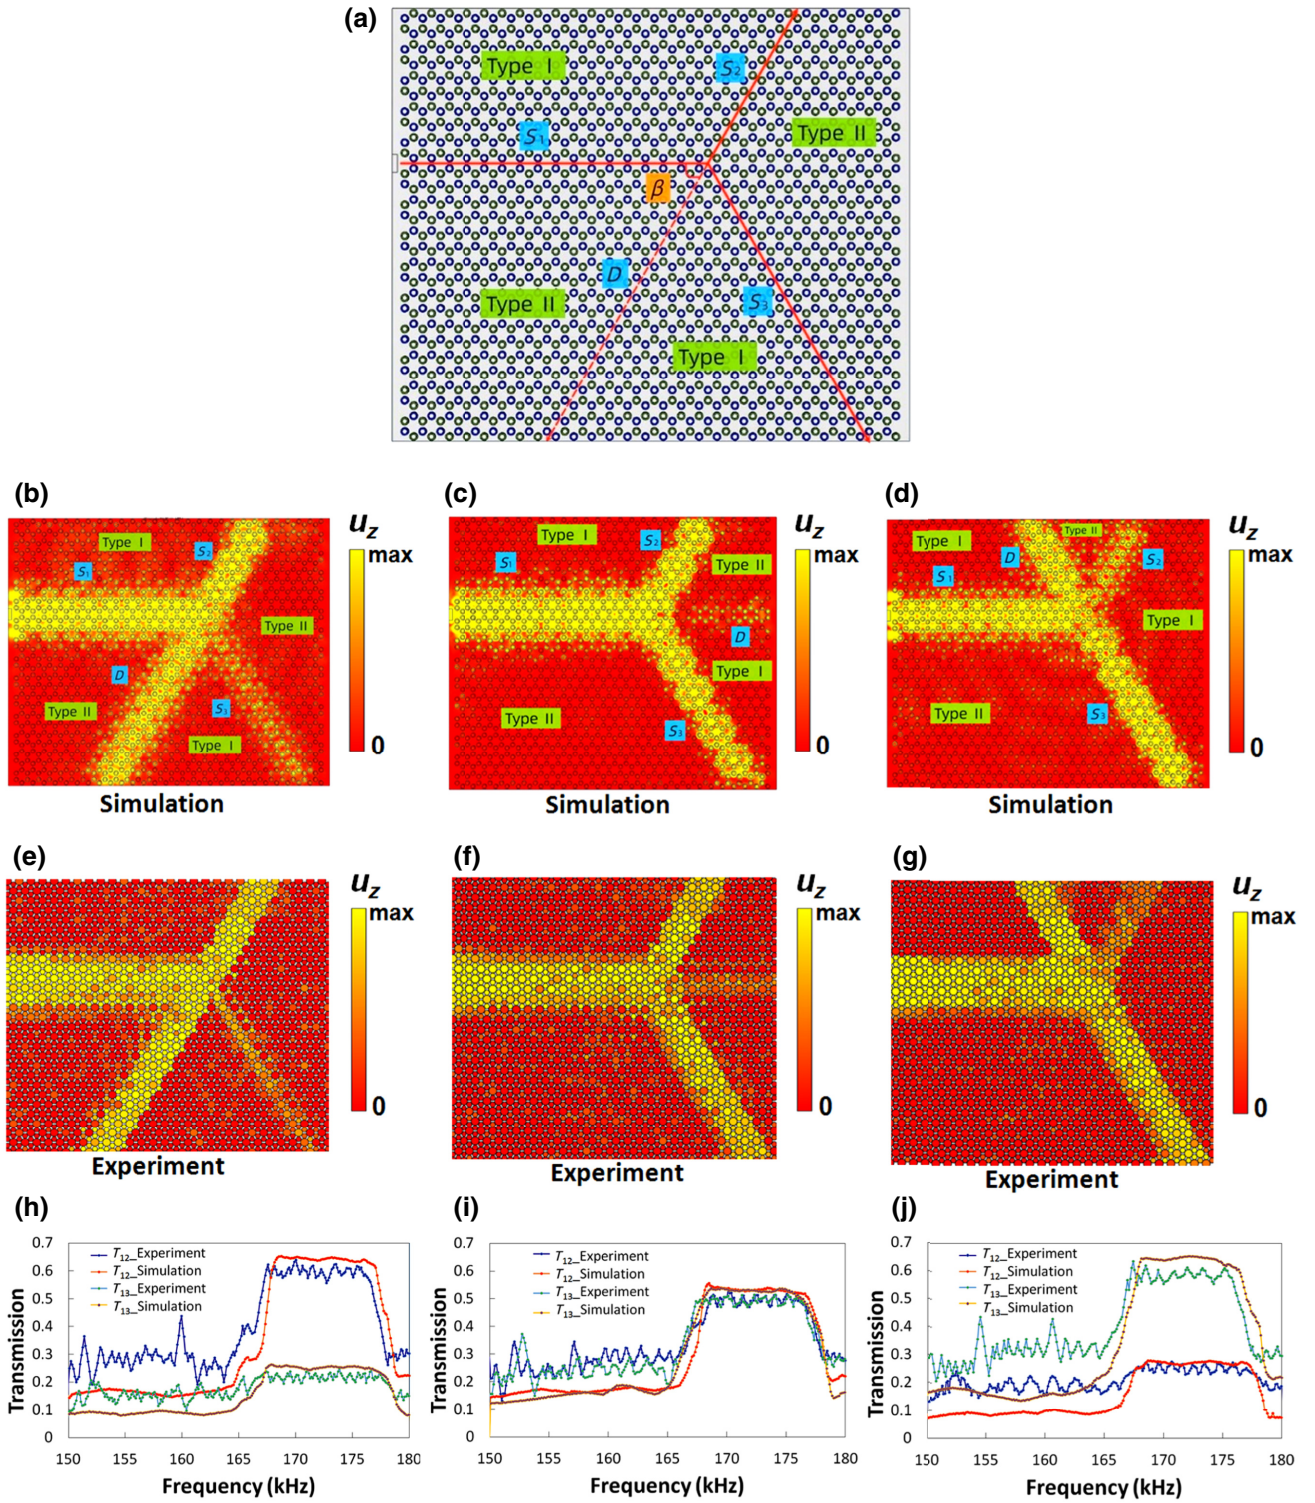 (a)
Type I
S2
Type II
S1
β
D
Type II
S3
Type I
(b)
(c)
(d)
uz
max
0
Type I
S2
S1
Type II
D
Type II
S3
Type I
Simulation
uz
max
0
Type I
S2
S1
Type II
D
Type I
Type II
S3
Simulation
uz
max
0
Type I
D
Type II
S2
S1
Type I
Type II
S3
Simulation
(e)
(f)
(g)
uz
max
0
Experiment
uz
max
0
Experiment
uz
max
0
Experiment
(h)
0.7
0.6
0.5
0.4
0.3
0.2
0.1
0
Transmission
T12_Experiment
T12_Simulation
T13_Experiment
T13_Simulation
150 155 160 165 170 175 180
Frequency (kHz)
(i)
0.7
0.6
0.5
0.4
0.3
0.2
0.1
0
Transmission
T12_Experiment
T12_Simulation
T13_Experiment
T13_Simulation
150 155 160 165 170 175 180
Frequency (kHz)
(j)
0.7
0.6
0.5
0.4
0.3
0.2
0.1
0
Transmission
T12_Experiment
T12_Simulation
T13_Experiment
T13_Simulation
150 155 160 165 170 175 180
Frequency (kHz)